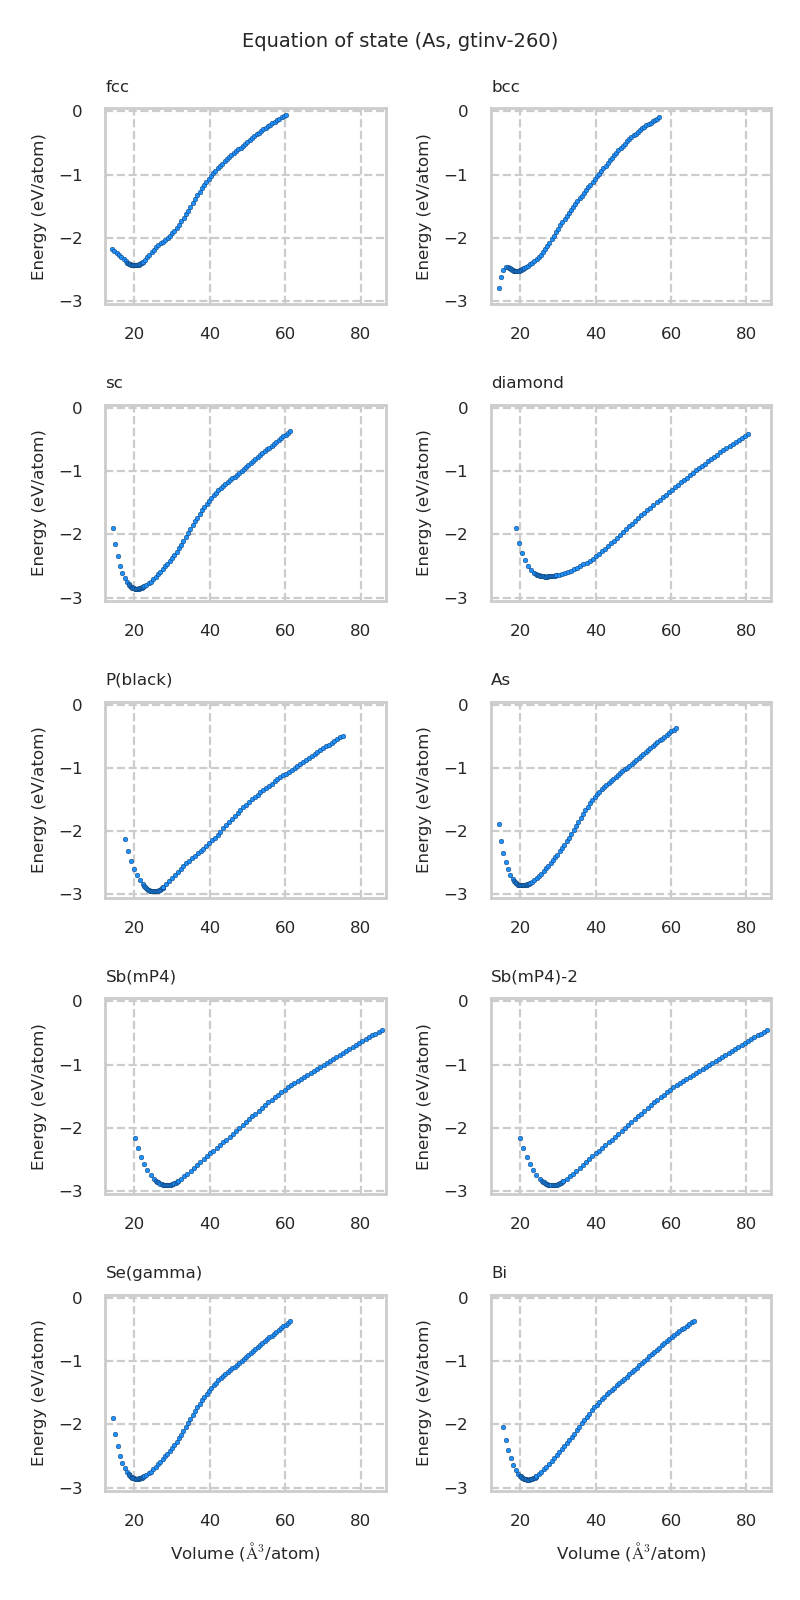 Equation of state (As, gtinv-260)
fcc
bcc
0
−1
−2
−3
20 40 60 80
Energy (eV/atom)
0
−1
−2
−3
20 40 60 80
Energy (eV/atom)
sc
diamond
0
−1
−2
−3
20 40 60 80
Energy (eV/atom)
0
−1
−2
−3
20 40 60 80
Energy (eV/atom)
P(black)
As
0
−1
−2
−3
20 40 60 80
Energy (eV/atom)
0
−1
−2
−3
20 40 60 80
Energy (eV/atom)
Sb(mP4)
Sb(mP4)-2
0
−1
−2
−3
20 40 60 80
Energy (eV/atom)
0
−1
−2
−3
20 40 60 80
Energy (eV/atom)
Se(gamma)
Bi
0
−1
−2
−3
20 40 60 80
Energy (eV/atom)
Volume (Å³/atom)
0
−1
−2
−3
20 40 60 80
Energy (eV/atom)
Volume (Å³/atom)